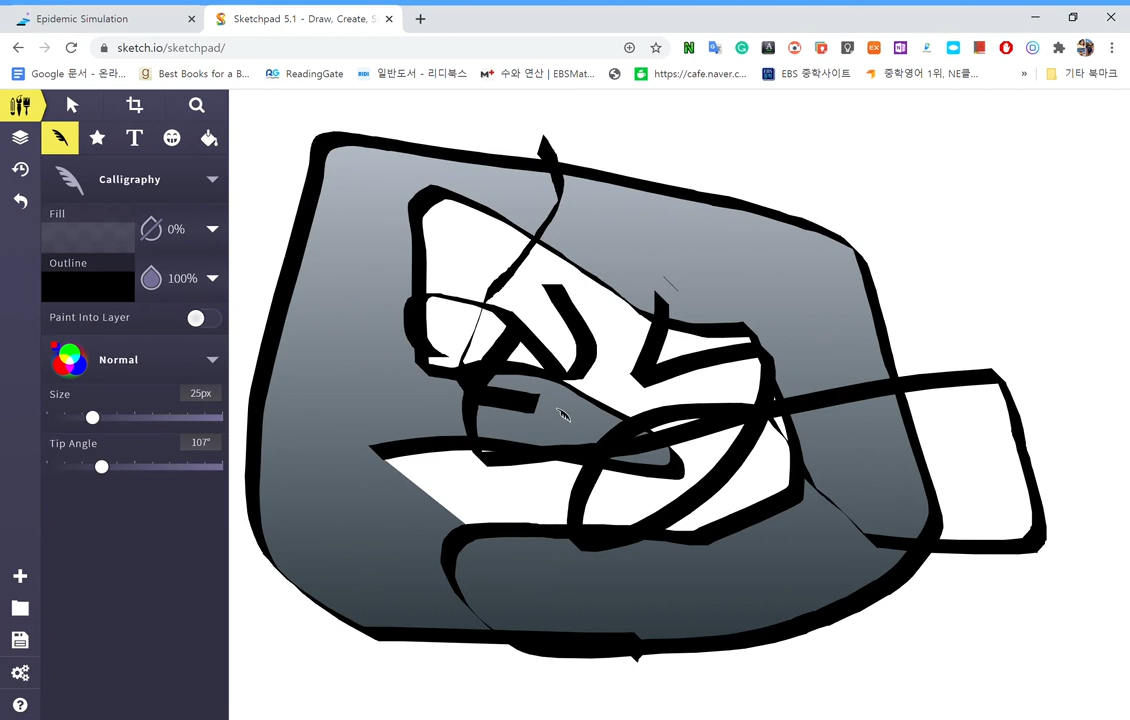 Epidemic Simulation
Sketchpad 5.1 - Draw, Create, S
sketch.io/sketchpad/
Google 문서 - 온라...
Best Books for a B...
ReadingGate
RIDI 일반도서 - 리디북스
수와 연산 | EBSMat...
https://cafe.naver.c...
EBS 중학사이트
중학영어 1위, NE클...
»
기타 북마크
Calligraphy
Fill
0%
Outline
100%
Paint Into Layer
Normal
Size
25px
Tip Angle
107°